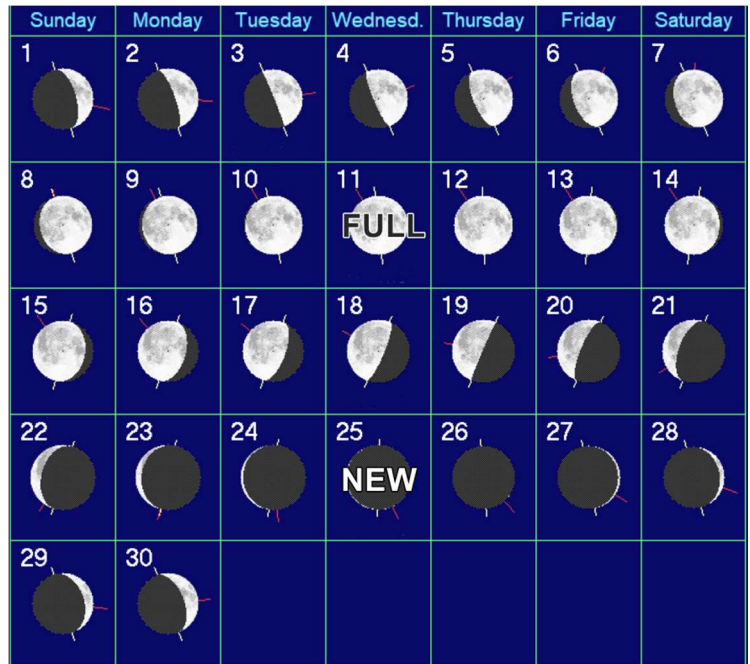 Sunday Monday Tuesday Wednesd. Thursday Friday Saturday
1 2 3 4 5 6 7
8 9 10 11 12 13 14
FULL
15 16 17 18 19 20 21
22 23 24 25 26 27 28
NEW
29 30